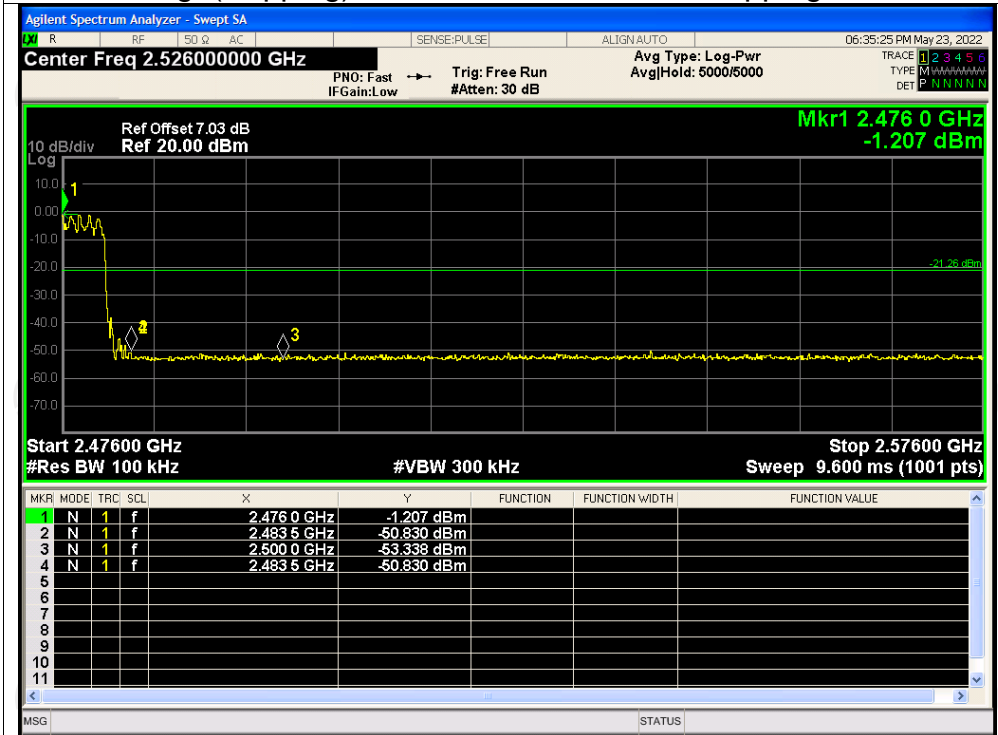 Agilent Spectrum Analyzer - Swept SA
LXI R RF 50 Ω AC SENSE:PULSE ALIGN AUTO 06:35:25 PM May 23, 2022
Center Freq 2.526000000 GHz Avg Type: Log-Pwr TRACE 1 2 3 4 5 6
PNO: Fast Trig: Free Run Avg|Hold: 5000/5000 TYPE M
IFGain:Low #Atten: 30 dB DET P N N N N N
Mkr1 2.476 0 GHz
Ref Offset 7.03 dB
10 dB/div Ref 20.00 dBm -1.207 dBm
Log
10.0
1
0.00
-10.0
-20.0
-21.26 dBm
-30.0
-40.0
3
-50.0
-60.0
-70.0
Start 2.47600 GHz Stop 2.57600 GHz
#Res BW 100 kHz #VBW 300 kHz Sweep 9.600 ms (1001 pts)
MKR MODE TRC SCL X Y FUNCTION FUNCTION WIDTH FUNCTION VALUE
1 N 1 f 2.476 0 GHz -1.207 dBm
2 N 1 f 2.483 5 GHz -50.830 dBm
3 N 1 f 2.500 0 GHz -53.338 dBm
4 N 1 f 2.483 5 GHz -50.830 dBm
5
6
7
8
9
10
11
MSG STATUS